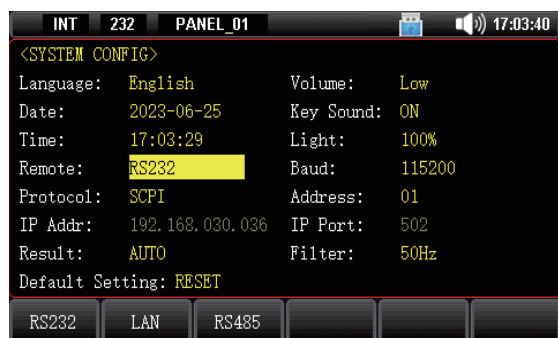 INT 232 PANEL_01 17:03:40
<SYSTEM CONFIG>
Language: English Volume: Low
Date: 2023-06-25 Key Sound: ON
Time: 17:03:29 Light: 100%
Remote: RS232 Baud: 115200
Protocol: SCPI Address: 01
IP Addr: 192.168.030.036 IP Port: 502
Result: AUTO Filter: 50Hz
Default Setting: RESET
RS232 LAN RS485